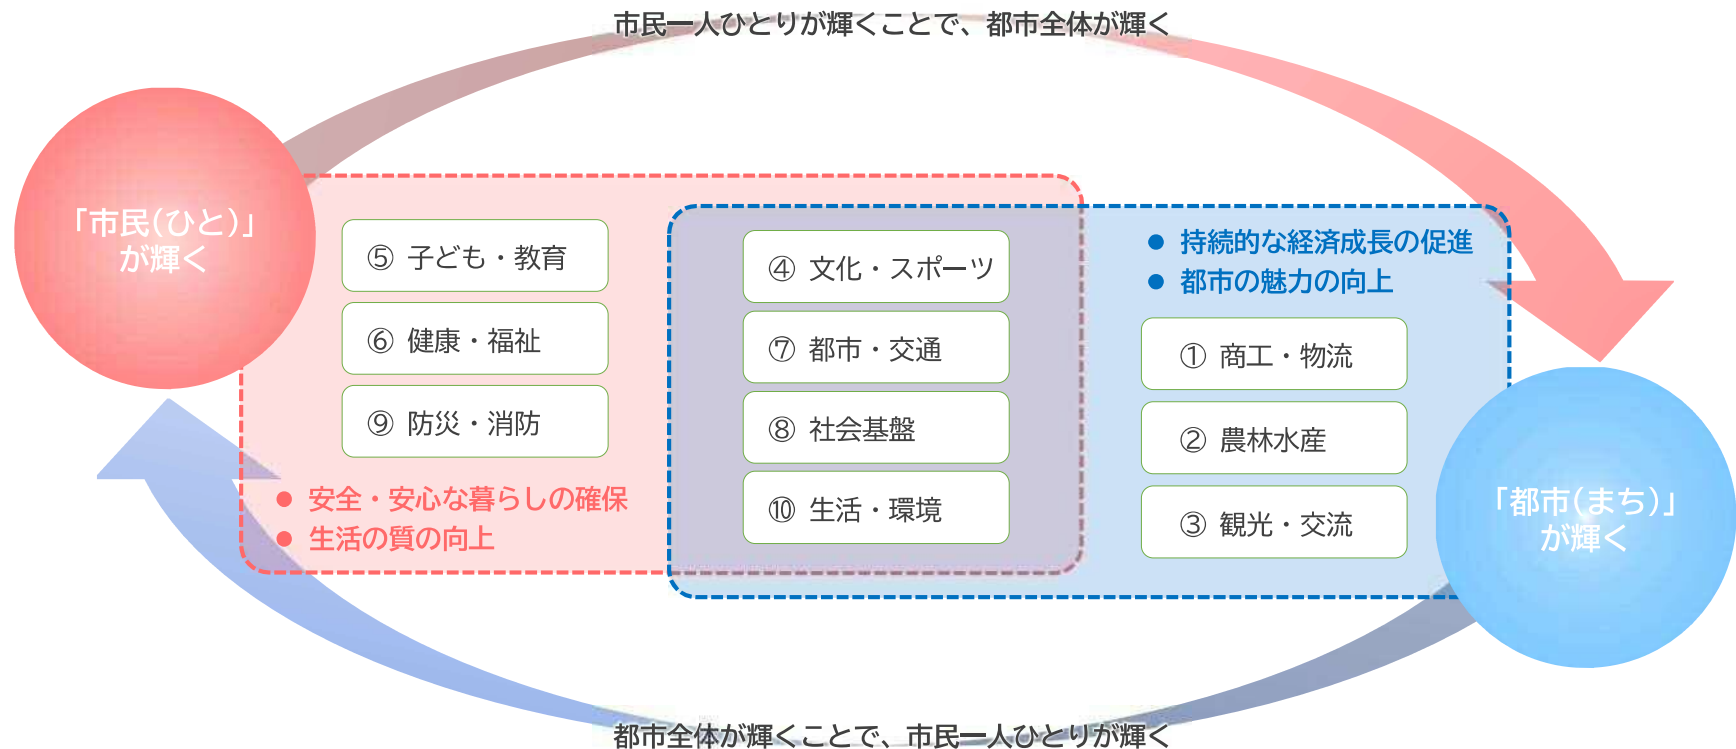 市民一人ひとりが輝くことで、都市全体が輝く
「市民(ひと)」
が輝く
⑤ 子ども・教育
⑥ 健康・福祉
⑨ 防災・消防
● 安全・安心な暮らしの確保
● 生活の質の向上
④ 文化・スポーツ
⑦ 都市・交通
⑧ 社会基盤
⑩ 生活・環境
● 持続的な経済成長の促進
● 都市の魅力の向上
① 商工・物流
② 農林水産
③ 観光・交流
「都市(まち)」
が輝く
都市全体が輝くことで、市民一人ひとりが輝く